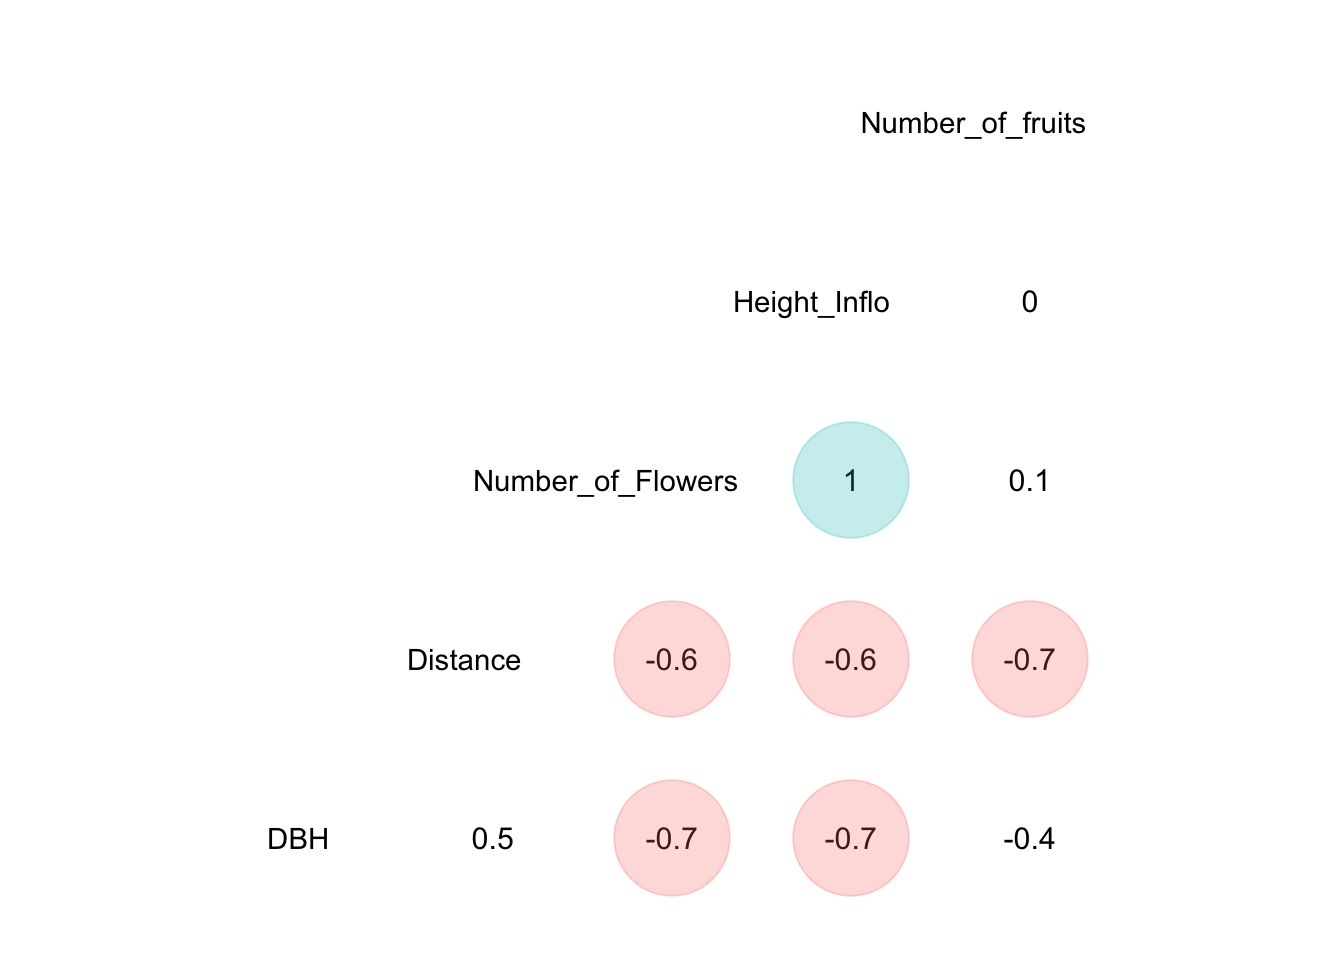 Number_of_fruits
Height_Inflo 0
Number_of_Flowers 1 0.1
Distance -0.6 -0.6 -0.7
DBH 0.5 -0.7 -0.7 -0.4